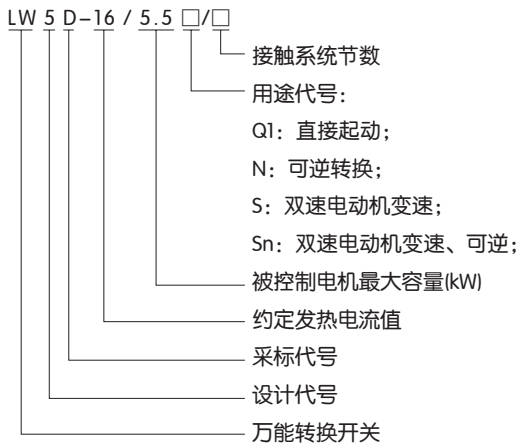 LW 5 D-16 / 5.5 □/□
接触系统节数
用途代号：
Q1：直接起动；
N：可逆转换；
S：双速电动机变速；
Sn：双速电动机变速、可逆；
被控制电机最大容量(kW)
约定发热电流值
采标代号
设计代号
万能转换开关